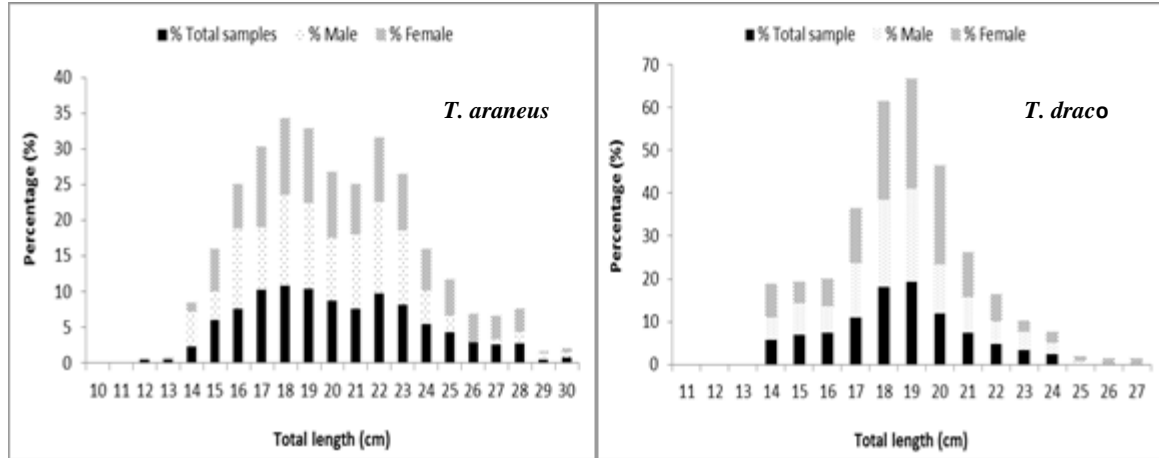 ■ % Total samples % Male ■ % Female
40
35
30
25
20
15
10
5
0
Percentage (%)
T. araneus
10 11 12 13 14 15 16 17 18 19 20 21 22 23 24 25 26 27 28 29 30
Total length (cm)
■ % Total sample % Male ■ % Female
70
60
50
40
30
20
10
0
Percentage (%)
T. draco
11 12 13 14 15 16 17 18 19 20 21 22 23 24 25 26 27
Total length (cm)